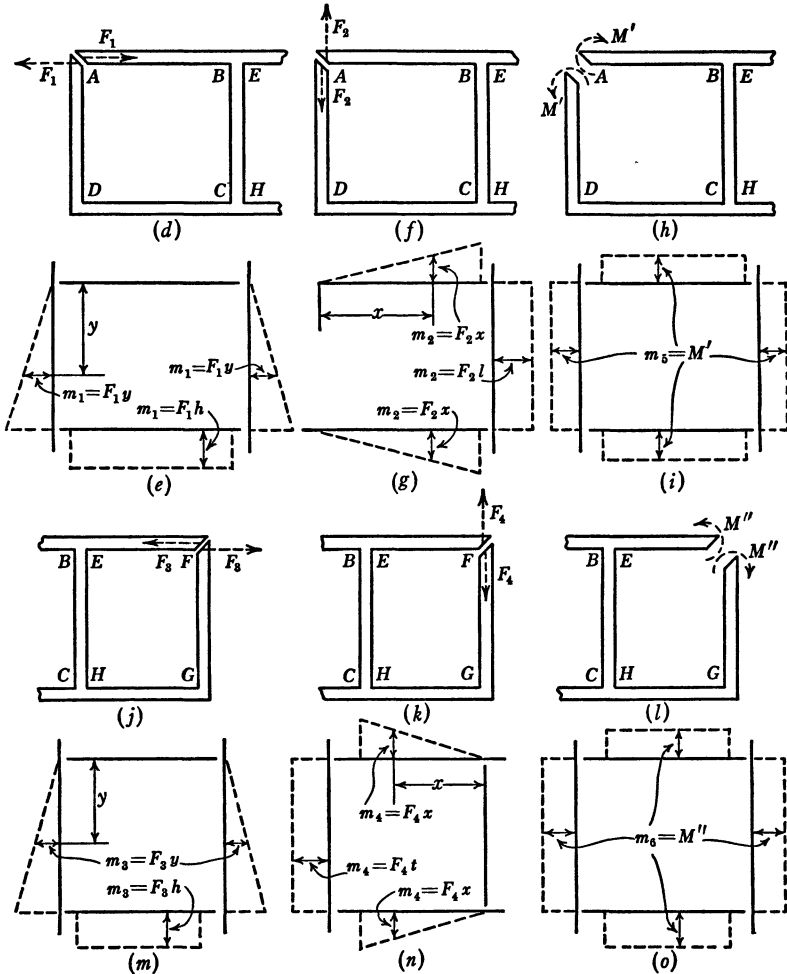 F₁ F₁ A B E D C H
(d)
F₂ F₂ A B E D C H
(f)
M′ M′ A B E D C H
(h)
y m₁=F₁y m₁=F₁y m₁=F₁h
(e)
x m₂=F₂x m₂=F₂l m₂=F₂x
(g)
m₅=M′
(i)
F₃ F₃ B E F C H G
(j)
F₄ F₄ B E F C H G
(k)
M″ M″ B E C H G
(l)
y m₃=F₃y m₃=F₃h
(m)
x m₄=F₄x m₄=F₄t m₄=F₄x
(n)
m₆=M″
(o)